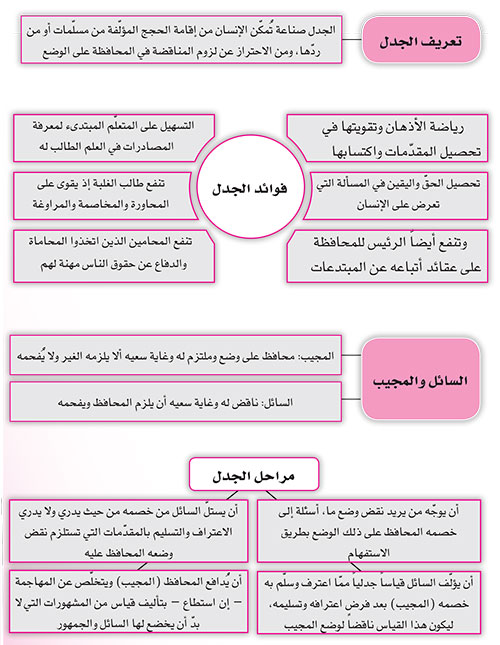 تعريف الجدل
الجدل صناعة تُمكّن الإنسان من إقامة الحجج المؤلّفة من مسلّمات أو من
ردّها، ومن الاحتراز عن لزوم المناقضة في المحافظة على الوضع
فوائد الجدل
رياضة الأذهان وتقويتها في
تحصيل المقدّمات واكتسابها
تحصيل الحقّ واليقين في المسألة التي
تعرض على الإنسان
وتنفع أيضاً الرئيس للمحافظة
على عقائد أتباعه عن المبتدعات
التسهيل على المتعلّم المبتدىء لمعرفة
المصادرات في العلم الطالب له
تنفع طالب الغلبة إذ يقوى على
المحاورة والمخاصمة والمراوغة
تنفع المحامين الذين اتخذوا المحاماة
والدفاع عن حقوق الناس مهنة لهم
السائل والمجيب
المجيب: محافظ على وضع وملتزم له وغاية سعيه ألا يلزمه الغير ولا يُفحمه
السائل: ناقض له وغاية سعيه أن يلزم المحافظ ويفحمه
مراحل الجدل
أن يوجّه من يريد نقض وضع ما، أسئلة إلى
خصمه المحافظ على ذلك الوضع بطريق
الاستفهام
أن يستلّ السائل من خصمه من حيث يدري ولا يدري
الاعتراف والتسليم بالمقدّمات التي تستلزم نقض
وضعه المحافظ عليه
أن يؤلّف السائل قياساً جدلياً ممّا اعترف وسلّم به
خصمه (المجيب) بعد فرض اعترافه وتسليمه،
ليكون هذا القياس ناقضاً لوضع المجيب
أن يُدافع المحافظ (المجيب) ويتخلّص عن المهاجمة
– إن استطاع – بتأليف قياس من المشهورات التي لا
بدّ أن يخضع لها السائل والجمهور